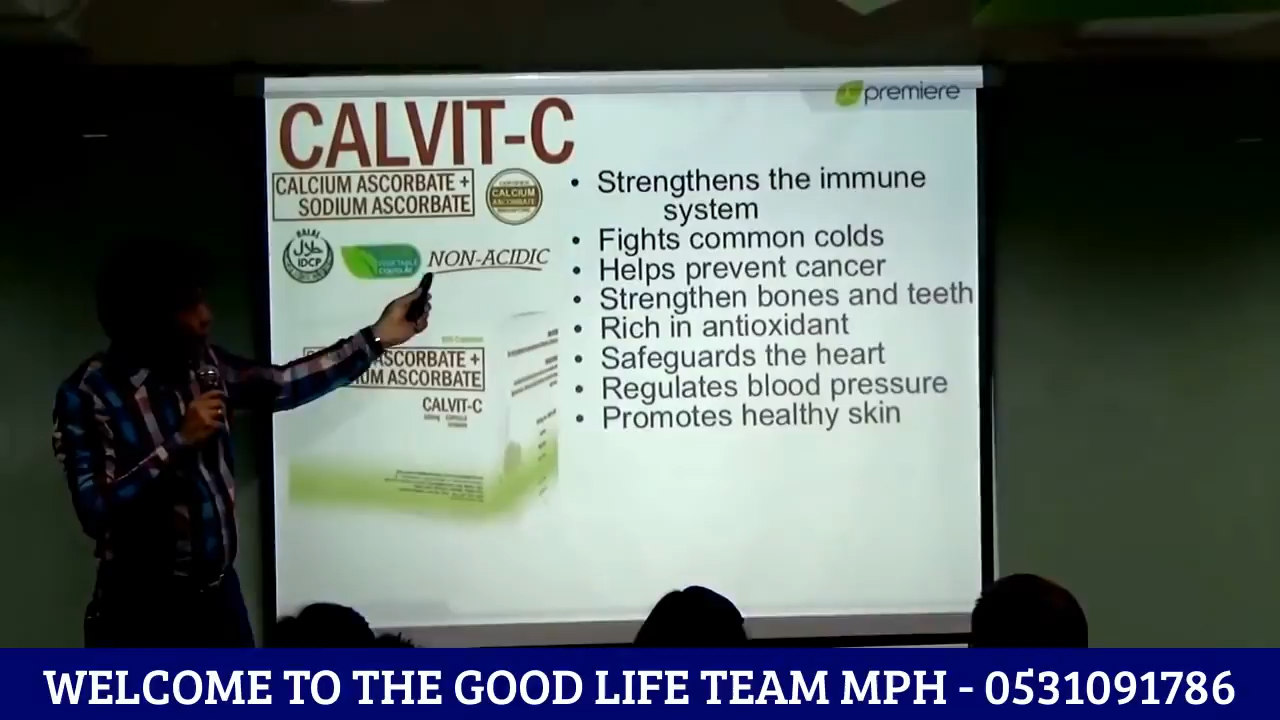 premiere
CALVIT-C
CALCIUM ASCORBATE +
SODIUM ASCORBATE
CALCIUM
ASCORBATE
HALAL
IDCP
VEGETABLE
NON-ACIDIC
• Strengthens the immune
system
• Fights common colds
• Helps prevent cancer
• Strengthen bones and teeth
• Rich in antioxidant
• Safeguards the heart
• Regulates blood pressure
• Promotes healthy skin
ASCORBATE +
ASCORBATE
CALVIT-C
WELCOME TO THE GOOD LIFE TEAM MPH - 0531091786